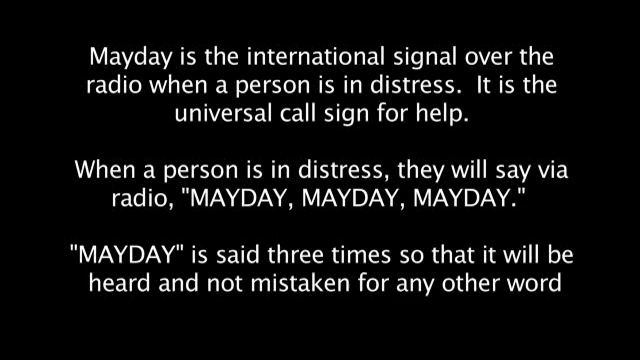 Mayday is the international signal over the
radio when a person is in distress.  It is the
universal call sign for help.
When a person is in distress, they will say via
radio, "MAYDAY, MAYDAY, MAYDAY."
"MAYDAY" is said three times so that it will be
heard and not mistaken for any other word